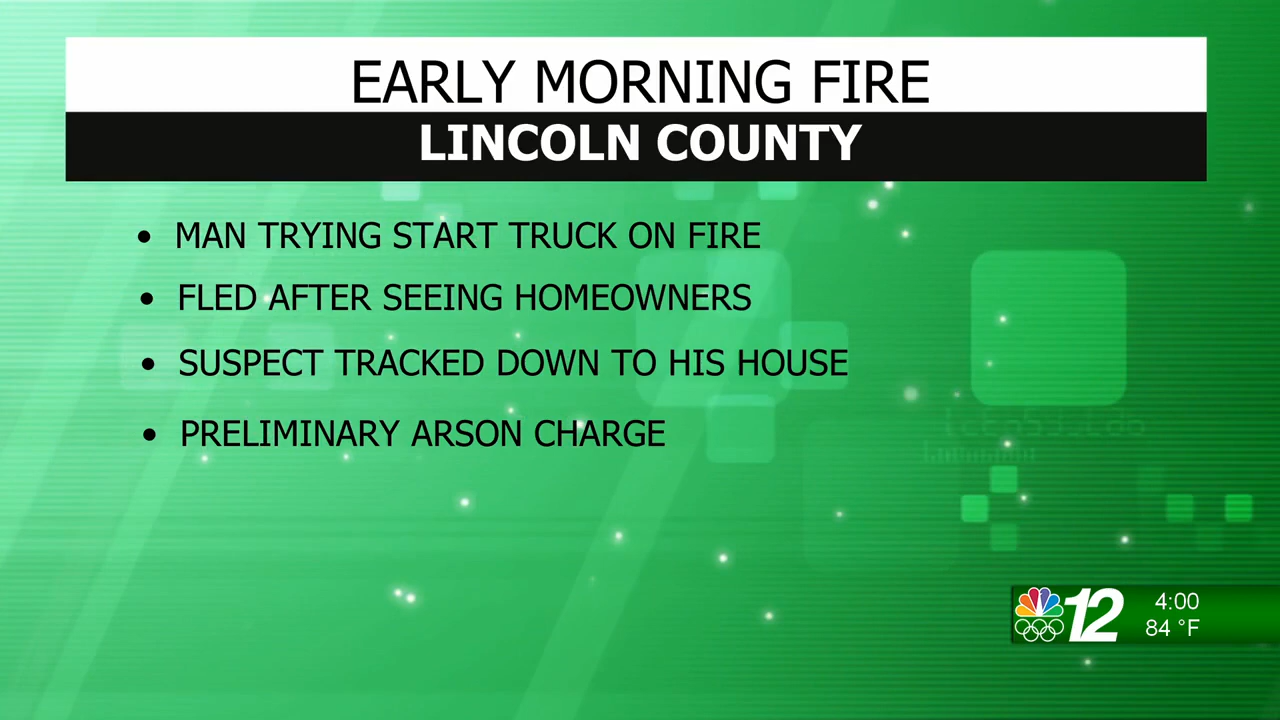 EARLY MORNING FIRE
LINCOLN COUNTY
• MAN TRYING START TRUCK ON FIRE
• FLED AFTER SEEING HOMEOWNERS
• SUSPECT TRACKED DOWN TO HIS HOUSE
• PRELIMINARY ARSON CHARGE
12
4:00
84 °F